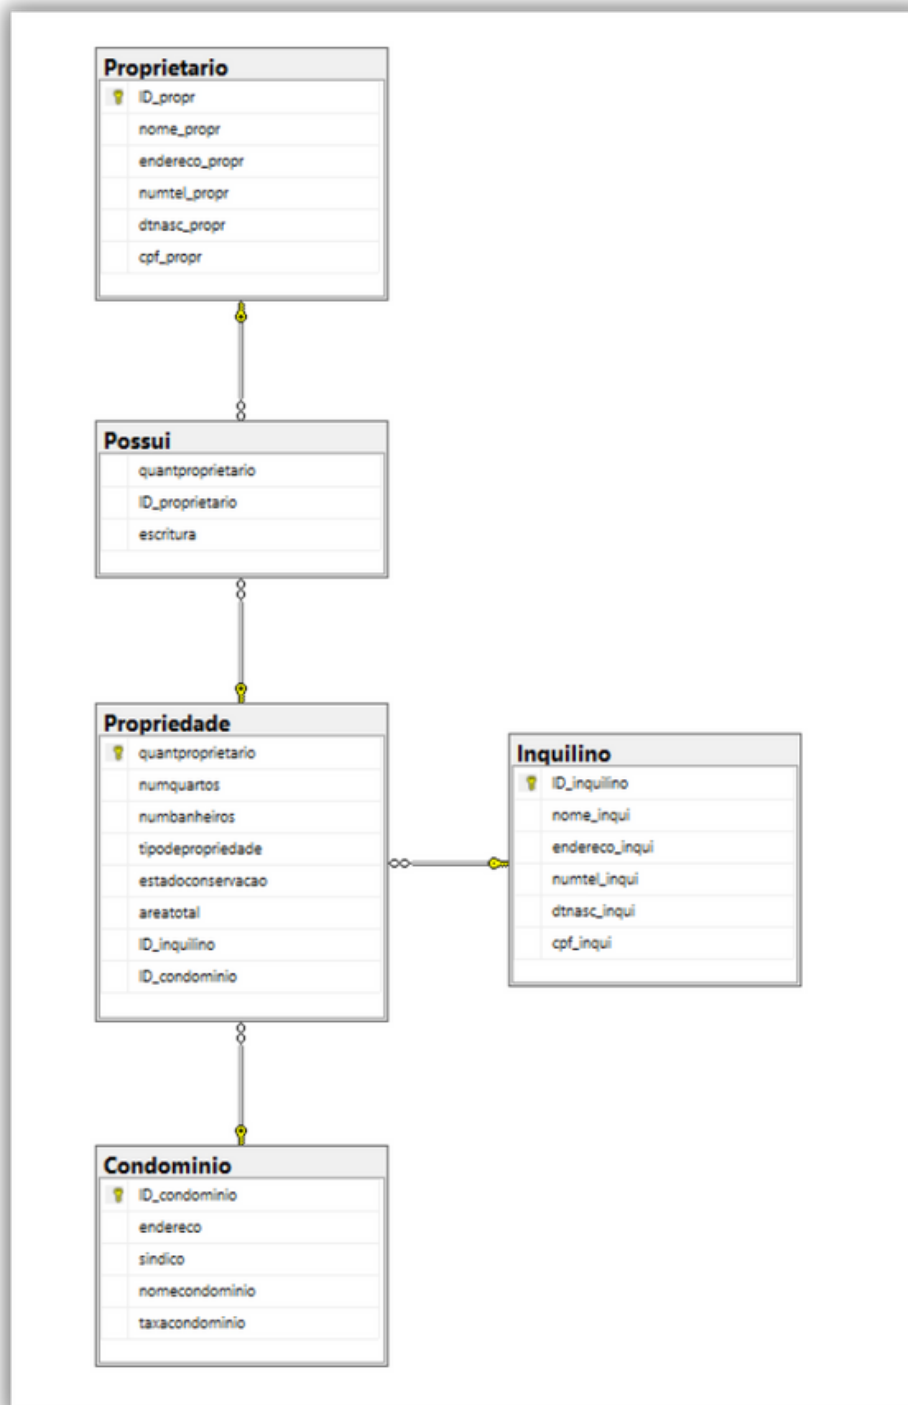 Proprietario
ID_propr
nome_propr
endereco_propr
numtel_propr
dtnasc_propr
cpf_propr
Possui
quantproprietario
ID_proprietario
escritura
Propriedade
quantproprietario
numquartos
numbanheiros
tipodepropriedade
estadoconservacao
areatotal
ID_inquilino
ID_condominio
Inquilino
ID_inquilino
nome_inqui
endereco_inqui
numtel_inqui
dtnasc_inqui
cpf_inqui
Condominio
ID_condominio
endereco
sindico
nomecondominio
taxacondominio